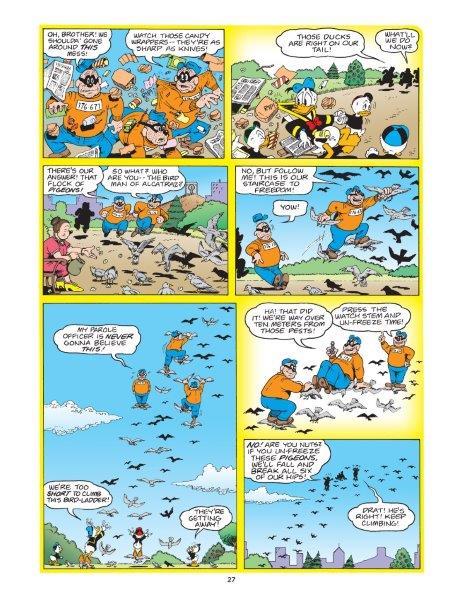 OH, BROTHER! WE
SHOULDA' GONE
AROUND THIS
MESS!
WATCH THOSE CANDY
WRAPPERS--THEY'RE AS
SHARP AS KNIVES!
176-671
THOSE DUCKS
ARE RIGHT ON OUR
TAIL!
WHAT'LL
WE DO
NOW?
THERE'S OUR
ANSWER! THAT
FLOCK OF
PIGEONS!
SO WHAT? WHO
ARE YOU--THE BIRD
MAN OF ALCATRAZ?
NO, BUT FOLLOW
ME! THIS IS OUR
STAIRCASE TO
FREEDOM!
YOW!
MY PAROLE
OFFICER IS NEVER
GONNA BELIEVE
THIS!
WE'RE TOO
SHORT TO CLIMB
THIS BIRD-LADDER!
THEY'RE
GETTING
AWAY!
HA! THAT DID
IT! WE'RE WAY OVER
TEN METERS FROM
THOSE PESTS!
PRESS THE
WATCH STEM AND
UN-FREEZE TIME!
NO! ARE YOU NUTS? IF
YOU UN-FREEZE
THESE PIGEONS,
WE'LL FALL AND
BREAK ALL SIX
OF OUR HIPS!
DRAT! HE'S
RIGHT! KEEP
CLIMBING!
27